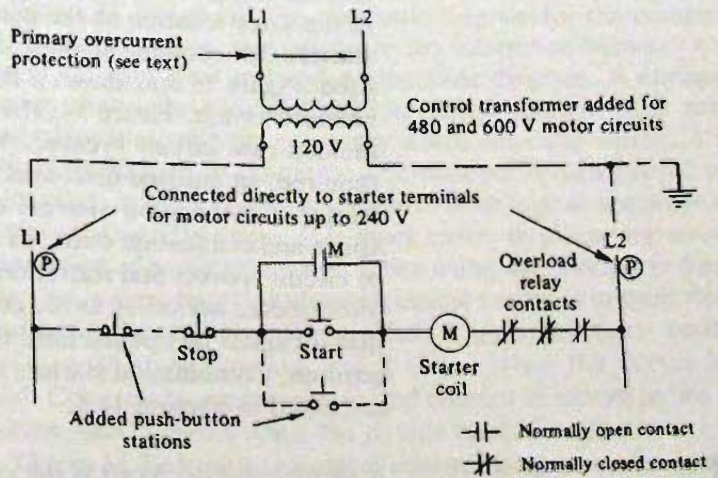 L1 L2
Primary overcurrent
protection (see text)
Control transformer added for
480 and 600 V motor circuits
120 V
Connected directly to starter terminals
for motor circuits up to 240 V
L1
P
L2
P
M
Overload
relay
contacts
Stop
Start
M
Starter
coil
Added push-button
stations
Normally open contact
Normally closed contact